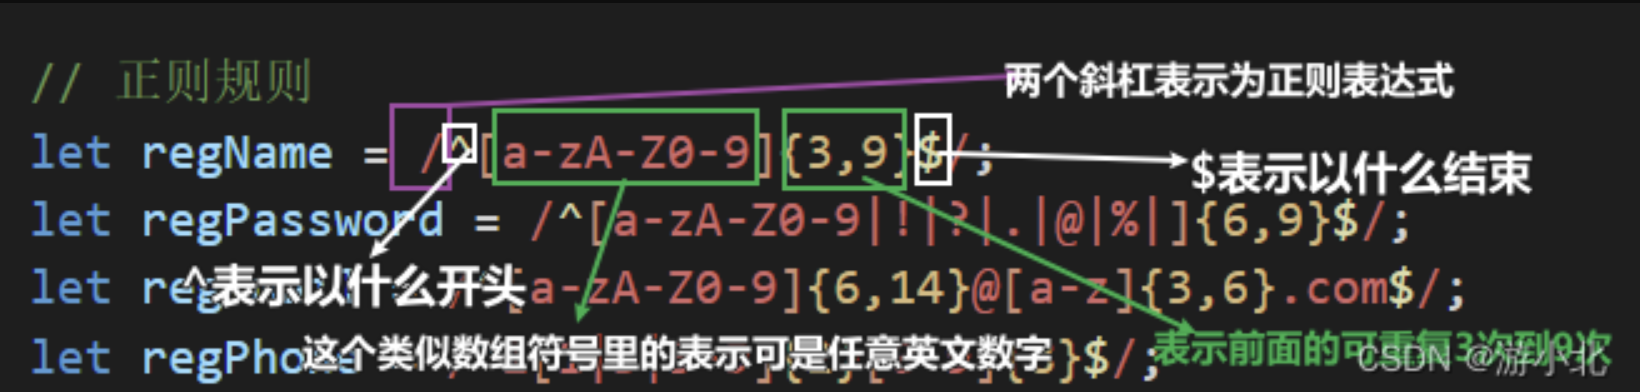 // 正则规则
两个斜杠表示为正则表达式
let regName = /^[a-zA-Z0-9]{3,9}$/;
$表示以什么结束
let regPassword = /^[a-zA-Z0-9|!|?|.|@|%|]{6,9}$/;
^表示以什么开头
let [a-zA-Z0-9]{6,14}@[a-z]{3,6}.com$/;
这个类似数组符号里的表示可是任意英文数字
let regPhone }$/;
表示前面的可重复3次到9次
CSDN @游小北